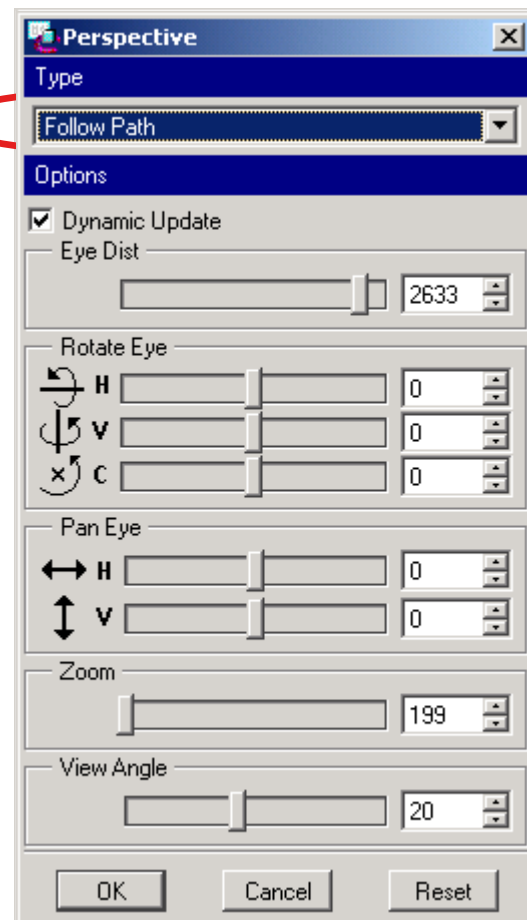 Perspective
Type
Follow Path
Options
Dynamic Update
Eye Dist
2633
Rotate Eye
H 0
V 0
C 0
Pan Eye
H 0
V 0
Zoom
199
View Angle
20
OK Cancel Reset